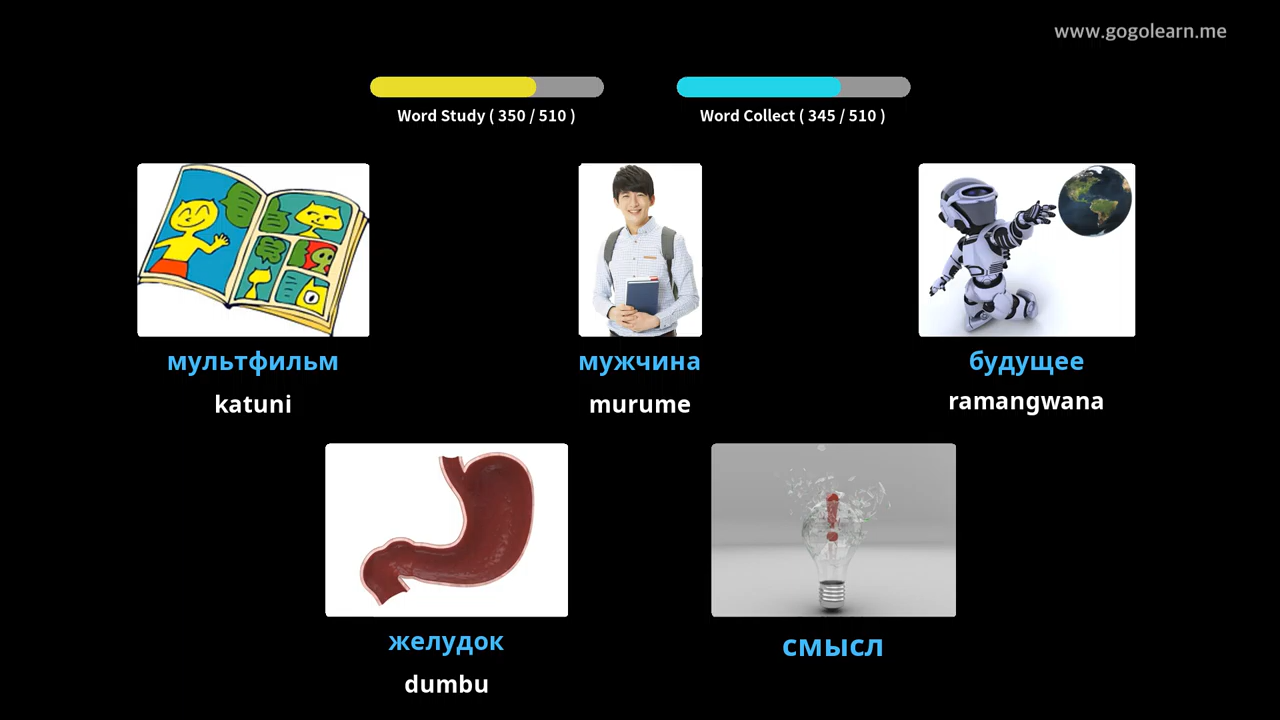 www.gogolearn.me
Word Study ( 350 / 510 )
Word Collect ( 345 / 510 )
мультфильм
katuni
мужчина
murume
будущее
ramangwana
желудок
dumbu
смысл